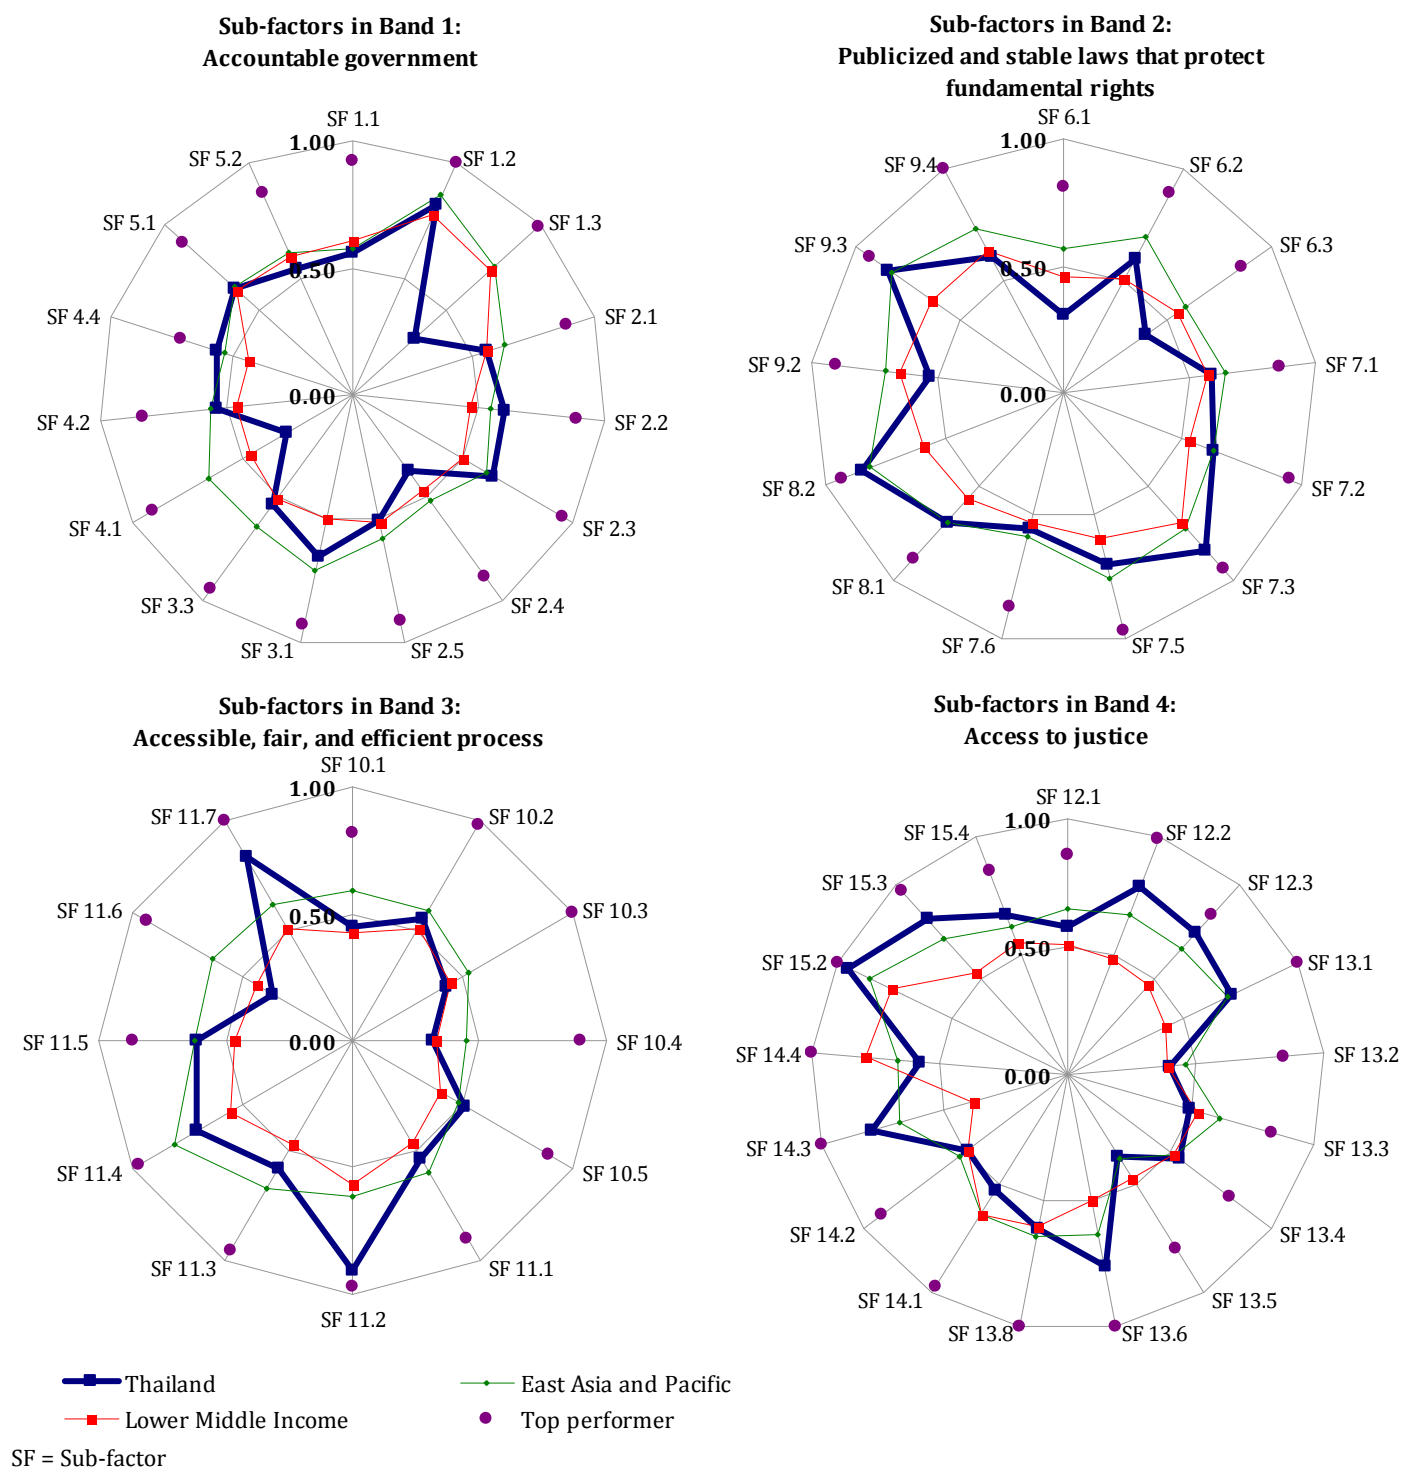 Sub-factors in Band 1:
Accountable government
SF 1.1
1.00
SF 1.2
SF 5.2
SF 5.1
SF 1.3
0.50
SF 4.4
SF 2.1
0.00
SF 4.2
SF 2.2
SF 4.1
SF 2.3
SF 3.3
SF 2.4
SF 3.1
SF 2.5
Sub-factors in Band 2:
Publicized and stable laws that protect
fundamental rights
SF 6.1
1.00
SF 9.4
SF 6.2
SF 9.3
SF 6.3
0.50
SF 9.2
SF 7.1
0.00
SF 8.2
SF 7.2
SF 8.1
SF 7.3
SF 7.6
SF 7.5
Sub-factors in Band 3:
Accessible, fair, and efficient process
SF 10.1
1.00
SF 11.7
SF 10.2
SF 11.6
SF 10.3
0.50
SF 11.5
0.00
SF 10.4
SF 11.4
SF 10.5
SF 11.3
SF 11.1
SF 11.2
Sub-factors in Band 4:
Access to justice
SF 12.1
1.00
SF 15.4
SF 12.2
SF 15.3
SF 12.3
0.50
SF 15.2
SF 13.1
SF 14.4
SF 13.2
0.00
SF 14.3
SF 13.3
SF 14.2
SF 13.4
SF 14.1
SF 13.5
SF 13.8
SF 13.6
Thailand
East Asia and Pacific
Lower Middle Income
Top performer
SF = Sub-factor